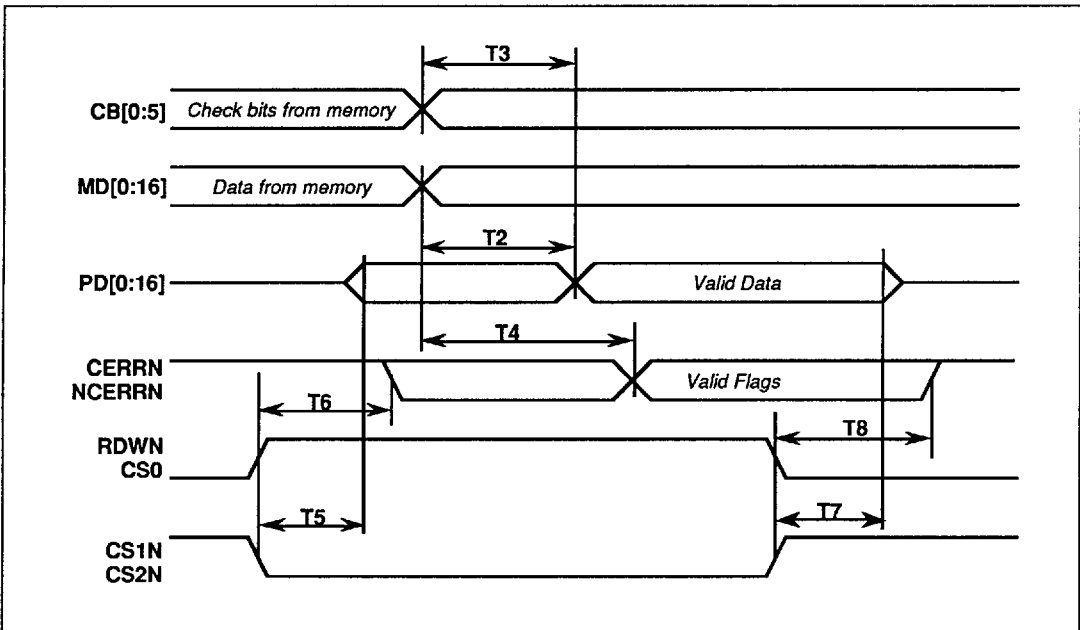 T3
CB[0:5] Check bits from memory
MD[0:16] Data from memory
T2
PD[0:16] Valid Data
T4
CERRN
NCERRN Valid Flags
T6
RDWN
CS0
T8
T5
T7
CS1N
CS2N